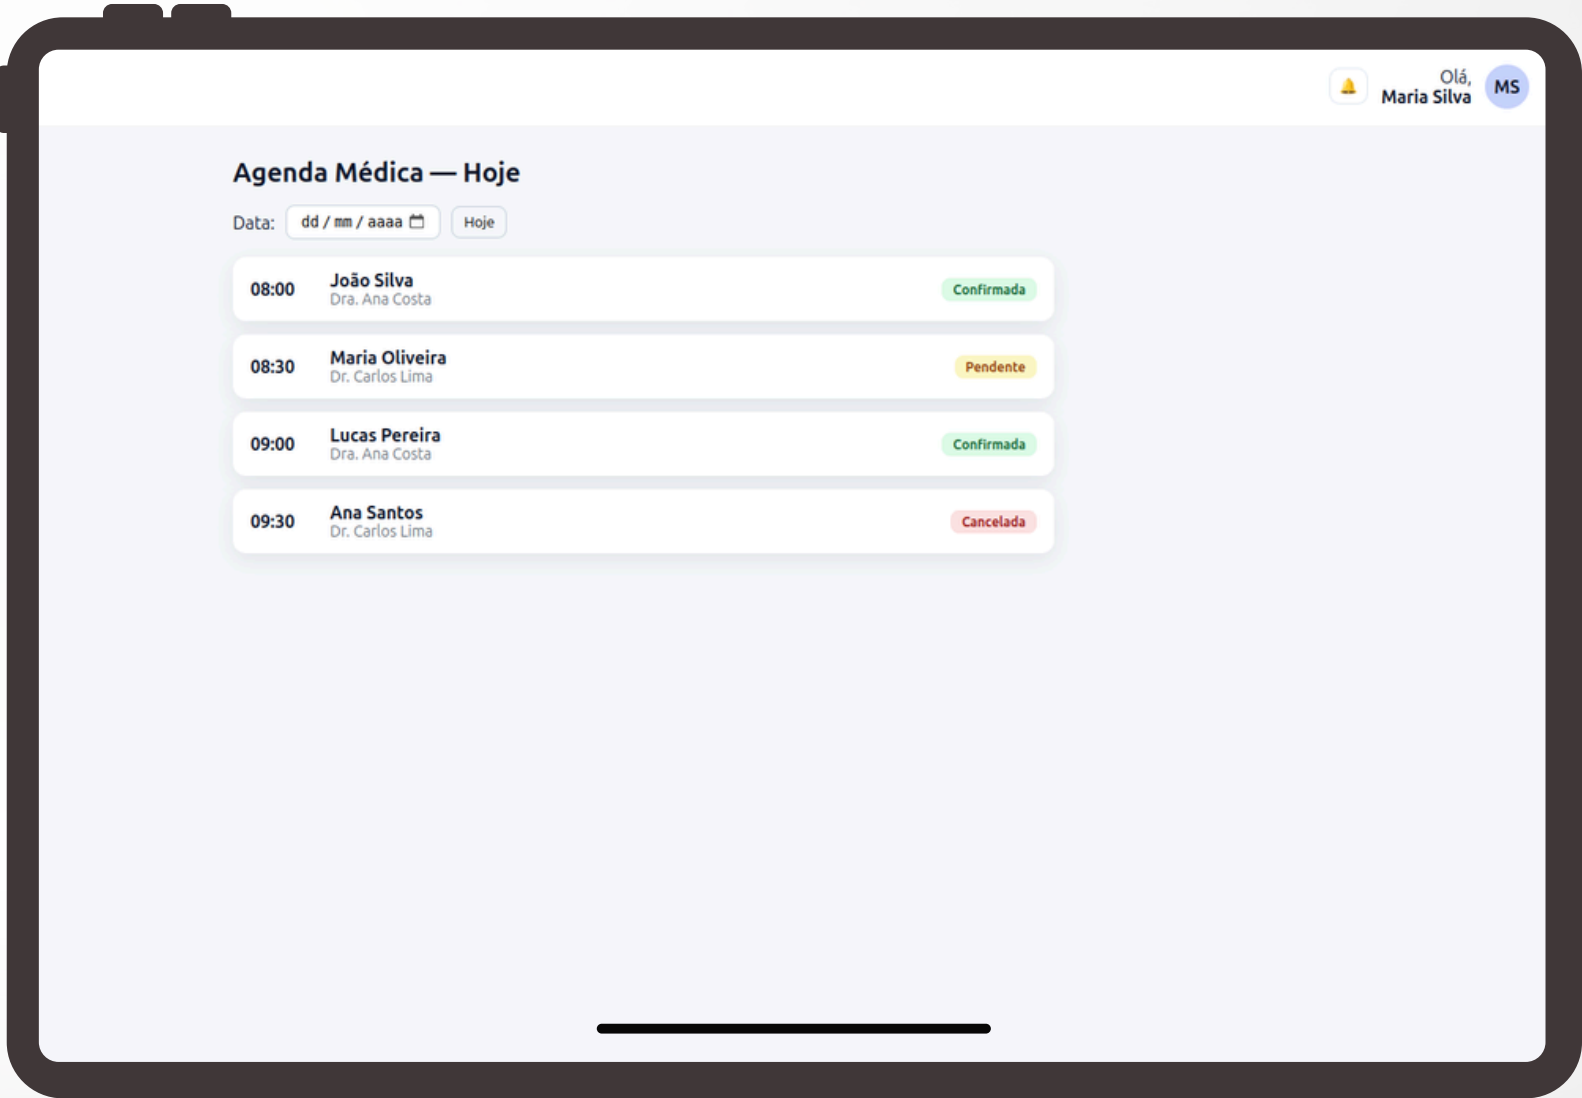 Olá,
Maria Silva
MS
Agenda Médica — Hoje
Data: dd / mm / aaaa Hoje
08:00
João Silva
Dra. Ana Costa
Confirmada
08:30
Maria Oliveira
Dr. Carlos Lima
Pendente
09:00
Lucas Pereira
Dra. Ana Costa
Confirmada
09:30
Ana Santos
Dr. Carlos Lima
Cancelada